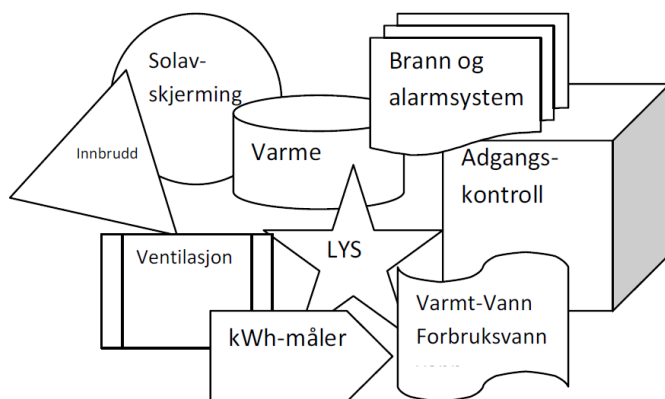 Solav-
skjerming
Brann og
alarmsystem
Innbrudd
Varme
Adgangs-
kontroll
LYS
Ventilasjon
Varmt-Vann
Forbruksvann
kWh-måler